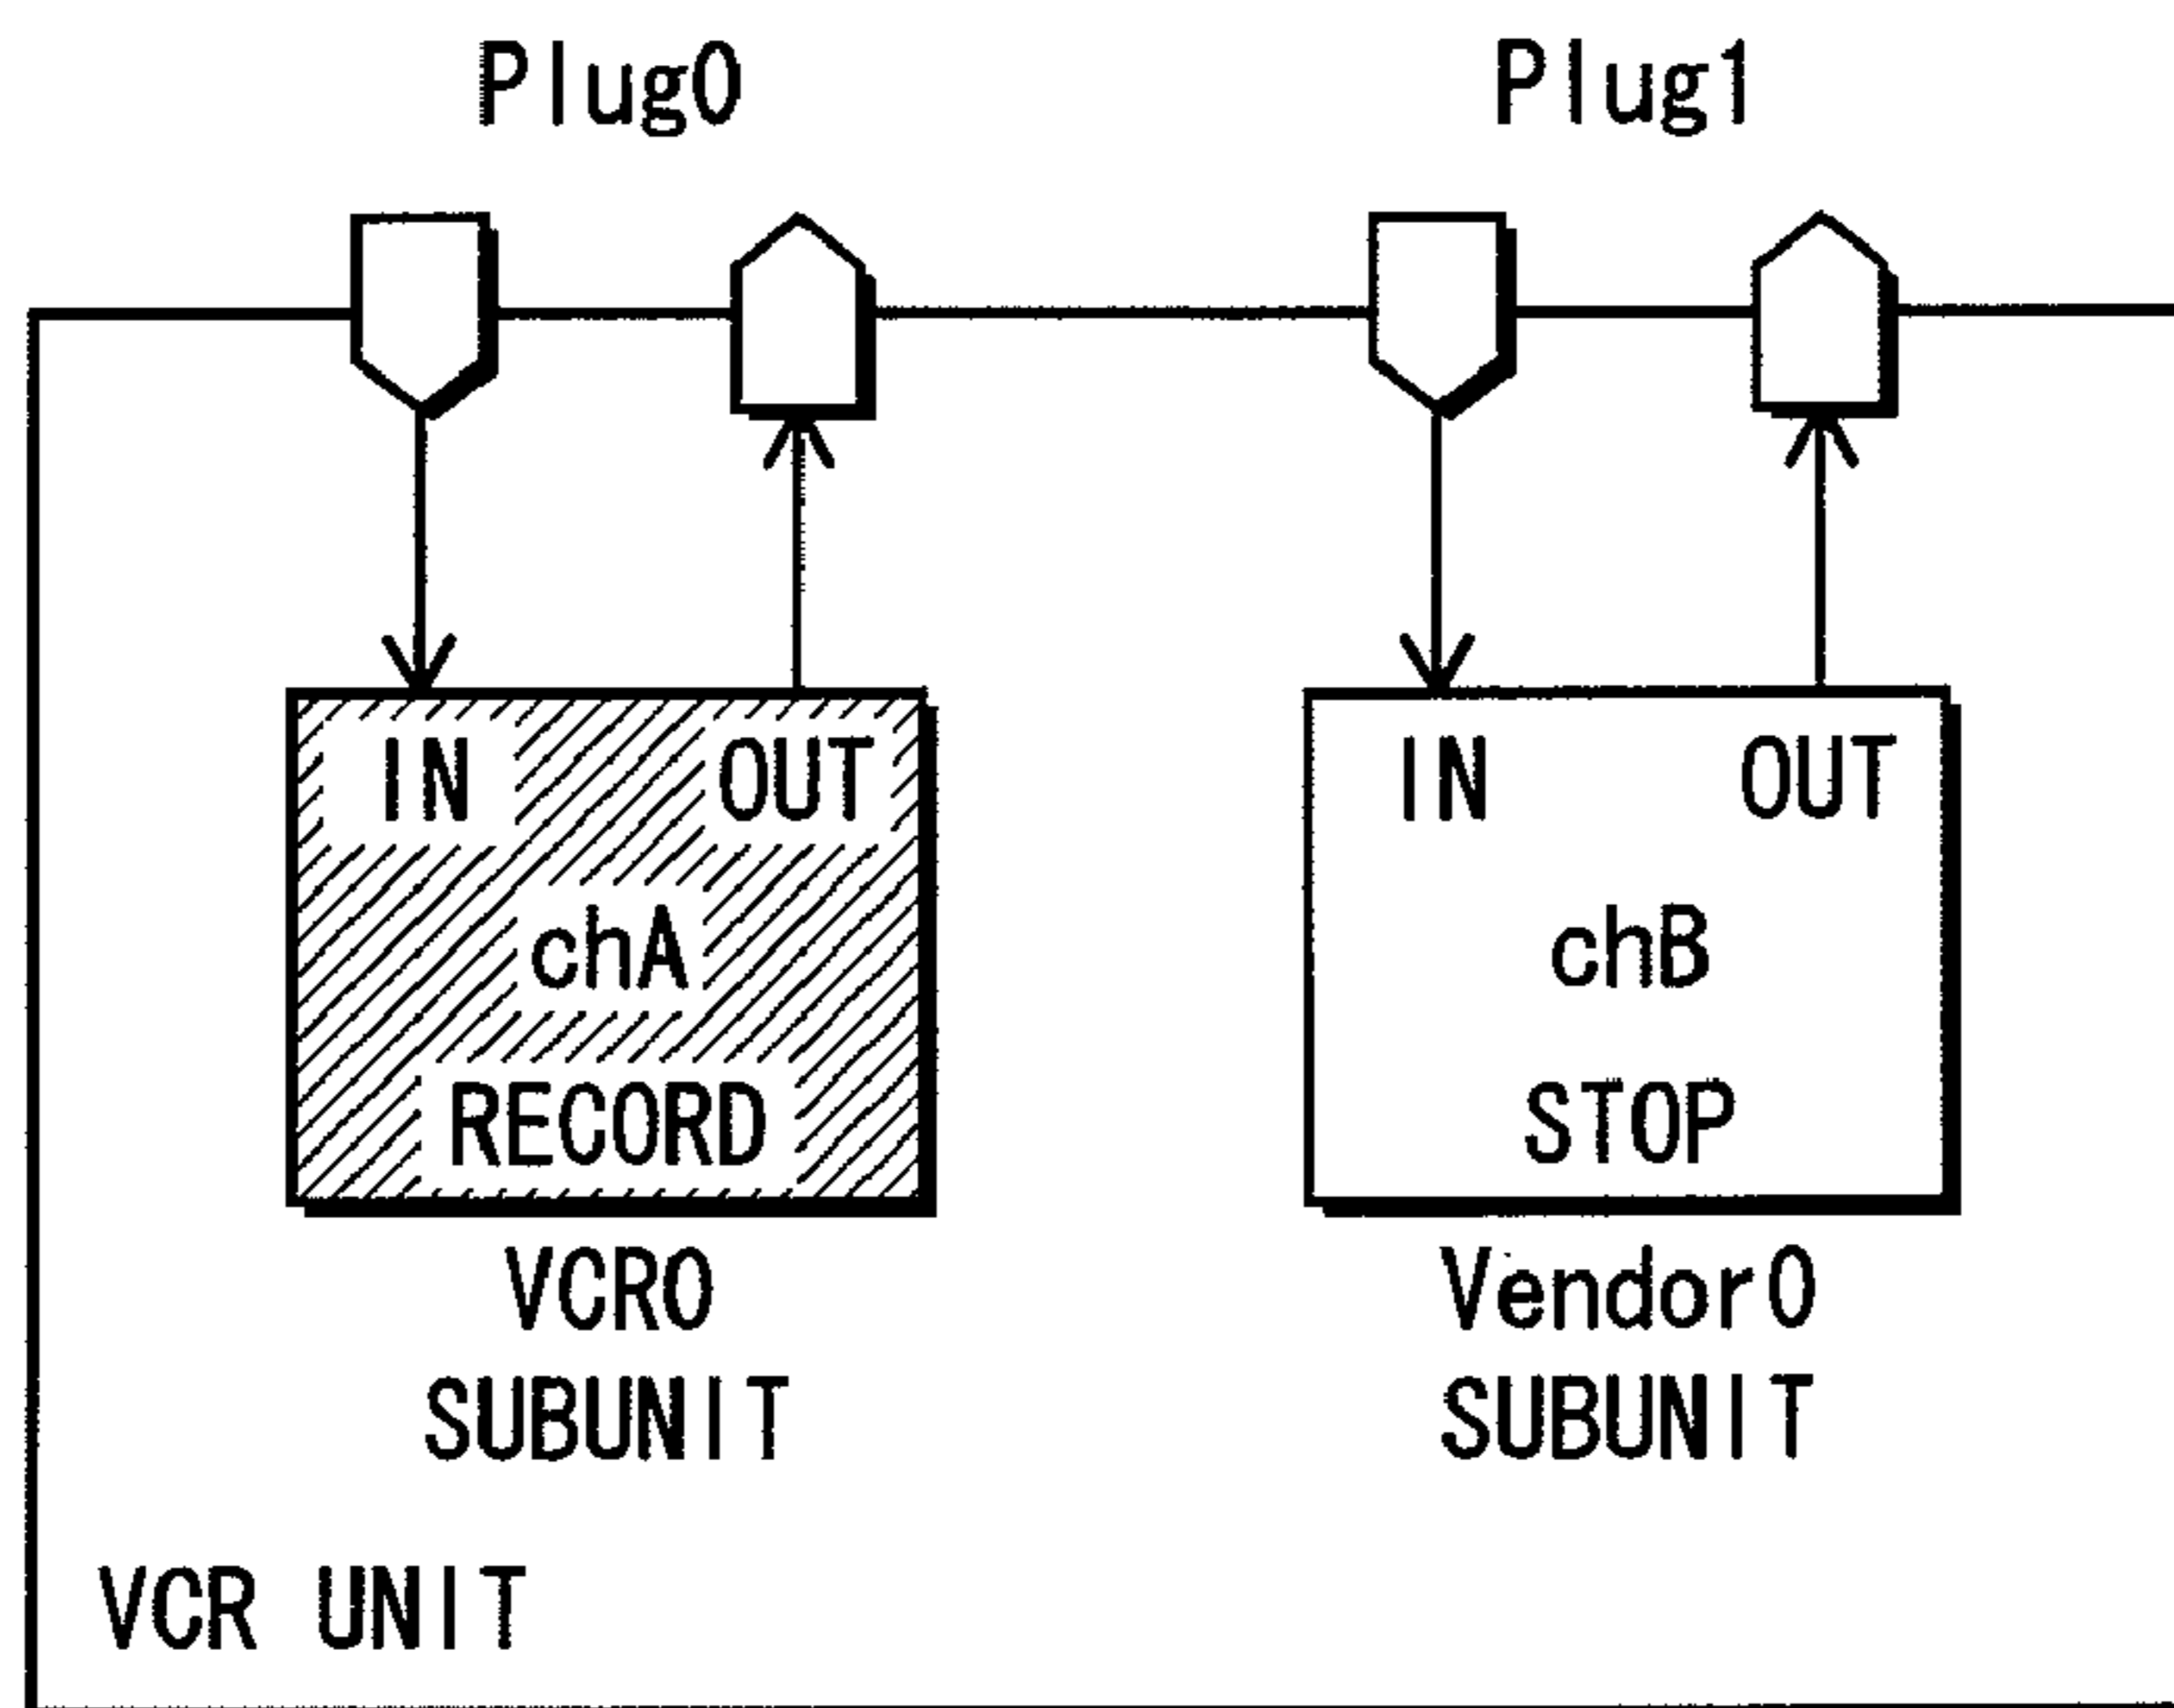 Plug0 Plug1
IN OUT IN OUT
chA chB
RECORD STOP
VCR0 Vendor0
SUBUNIT SUBUNIT
VCR UNIT